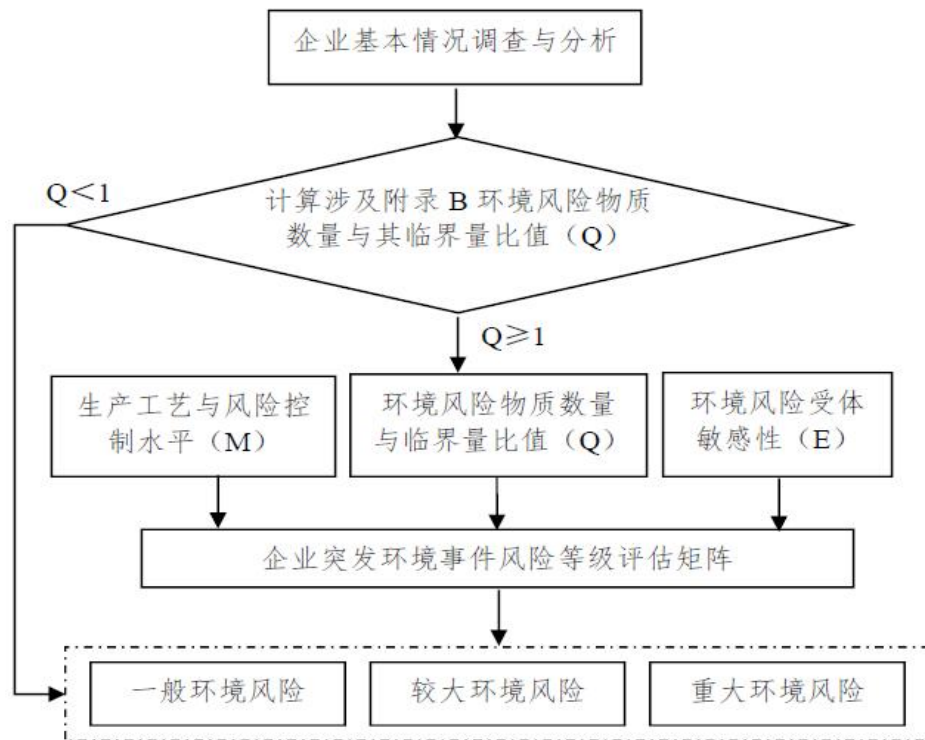 企业基本情况调查与分析
Q<1
计算涉及附录 B 环境风险物质
数量与其临界量比值（Q）
Q≥1
生产工艺与风险控
制水平（M）
环境风险物质数量
与临界量比值（Q）
环境风险受体
敏感性（E）
企业突发环境事件风险等级评估矩阵
一般环境风险
较大环境风险
重大环境风险